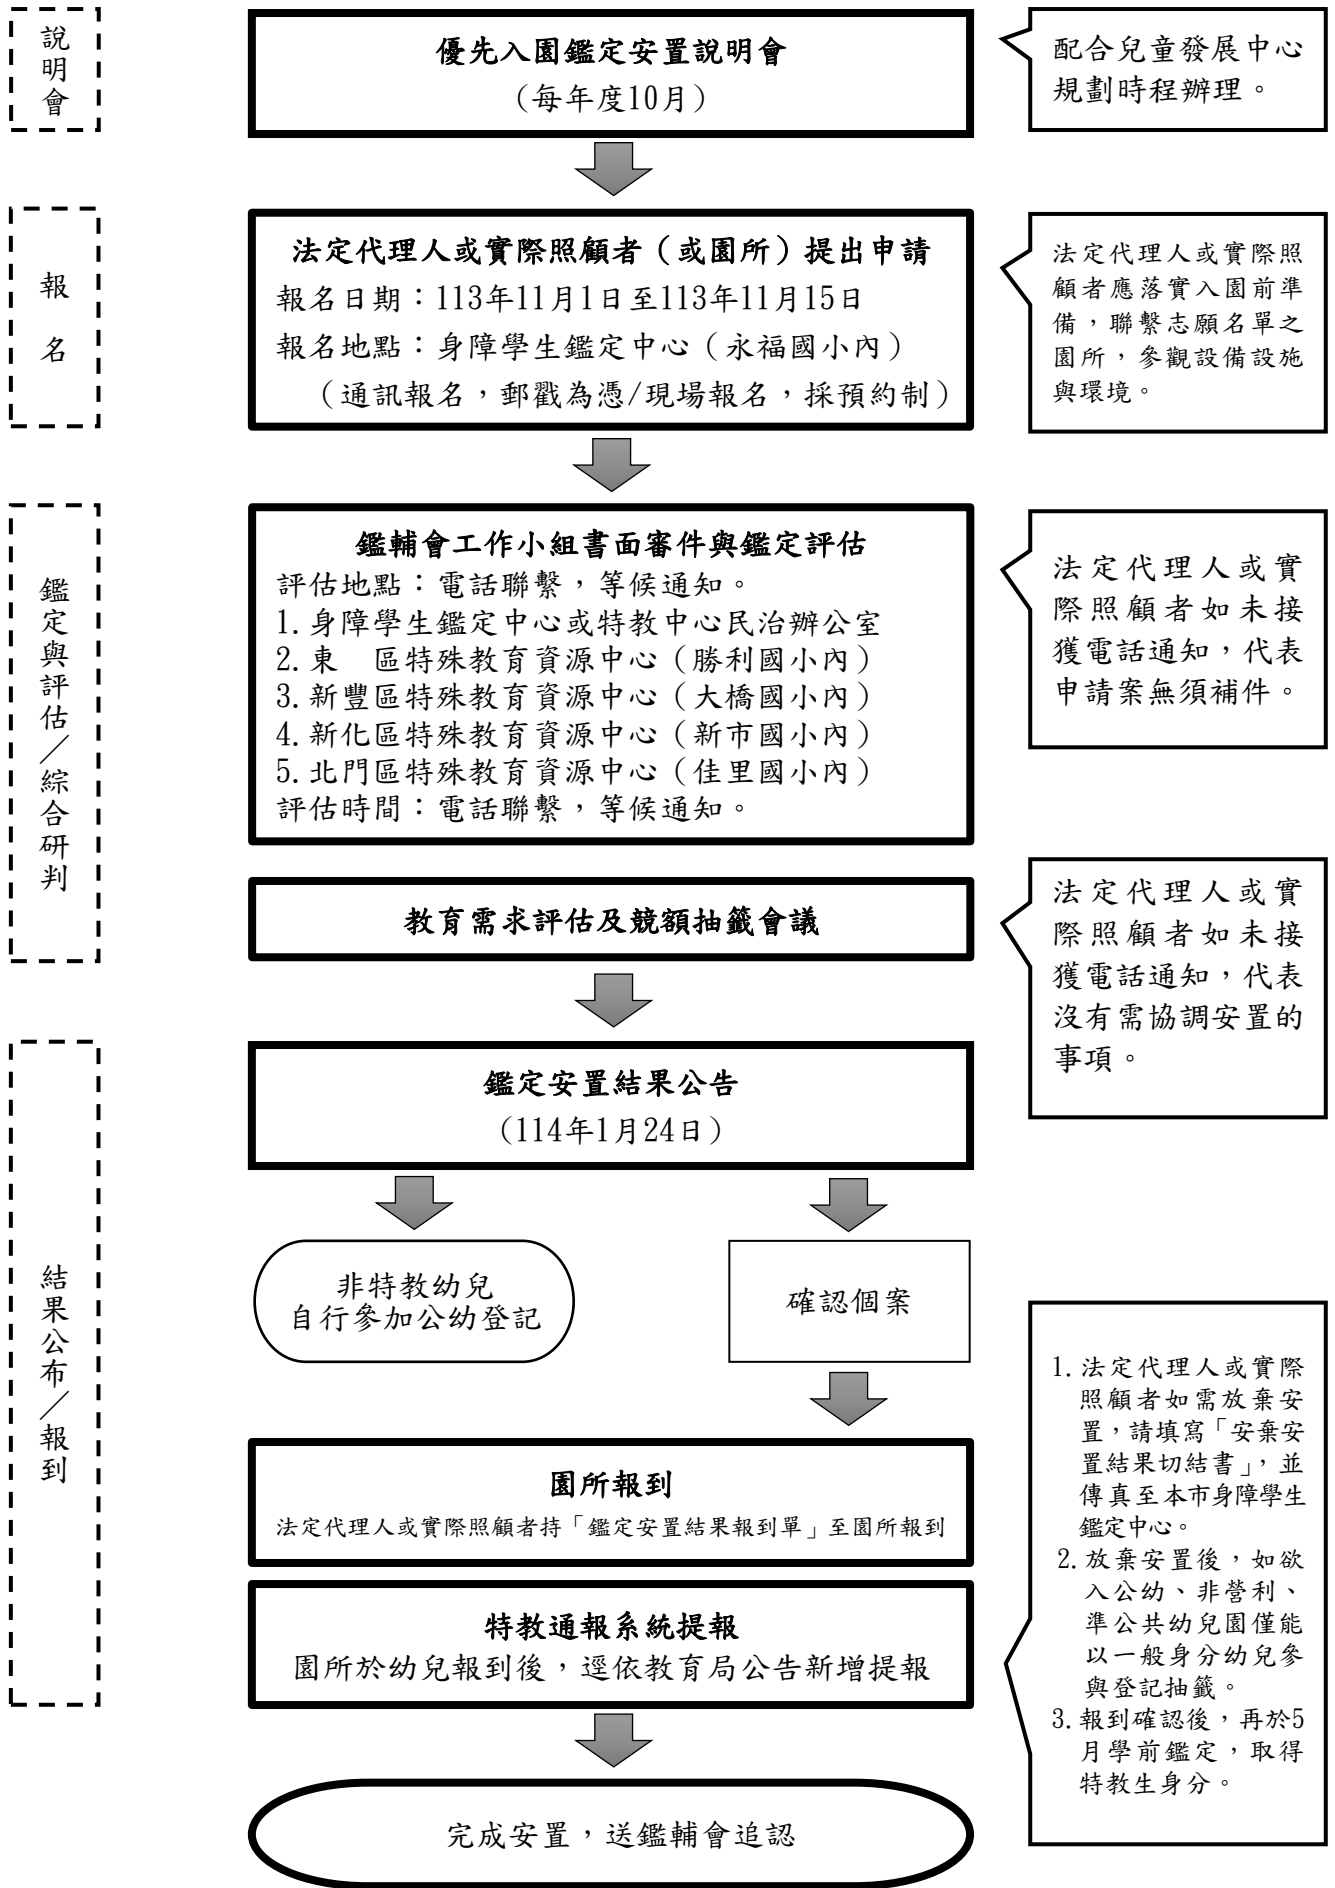 說明會
優先入園鑑定安置說明會
（每年度10月）
配合兒童發展中心
規劃時程辦理。
報名
法定代理人或實際照顧者（或園所）提出申請
報名日期：113年11月1日至113年11月15日
報名地點：身障學生鑑定中心（永福國小內）
（通訊報名，郵戳為憑/現場報名，採預約制）
法定代理人或實際照
顧者應落實入園前準
備，聯繫志願名單之
園所，參觀設備設施
與環境。
鑑定與評估／綜合研判
鑑輔會工作小組書面審件與鑑定評估
評估地點：電話聯繫，等候通知。
1.身障學生鑑定中心或特教中心民治辦公室
2.東　區特殊教育資源中心（勝利國小內）
3.新豐區特殊教育資源中心（大橋國小內）
4.新化區特殊教育資源中心（新市國小內）
5.北門區特殊教育資源中心（佳里國小內）
評估時間：電話聯繫，等候通知。
法定代理人或實
際照顧者如未接
獲電話通知，代表
申請案無須補件。
教育需求評估及競額抽籤會議
法定代理人或實
際照顧者如未接
獲電話通知，代表
沒有需協調安置的
事項。
結果公布／報到
鑑定安置結果公告
（114年1月24日）
非特教幼兒
自行參加公幼登記
確認個案
園所報到
法定代理人或實際照顧者持「鑑定安置結果報到單」至園所報到
特教通報系統提報
園所於幼兒報到後，逕依教育局公告新增提報
1.法定代理人或實際
照顧者如需放棄安
置，請填寫「安棄安
置結果切結書」，並
傳真至本市身障學生
鑑定中心。
2.放棄安置後，如欲
入公幼、非營利、
準公共幼兒園僅能
以一般身分幼兒參
與登記抽籤。
3.報到確認後，再於5
月學前鑑定，取得
特教生身分。
完成安置，送鑑輔會追認